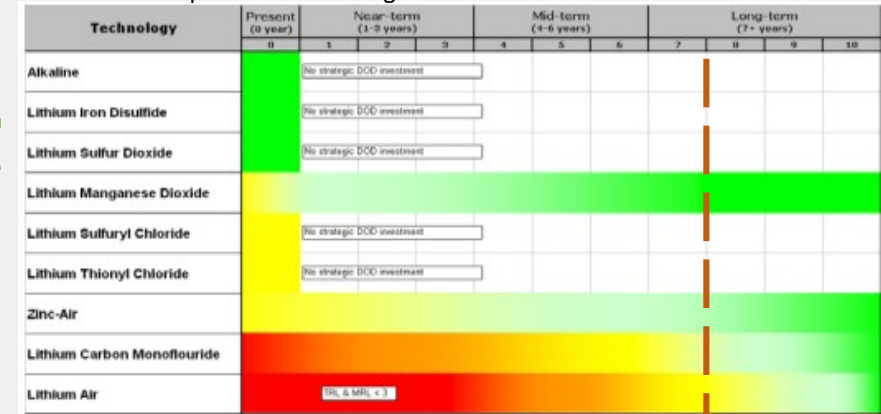 Technology
Present
(0 year)
Near-term
(1-3 years)
Mid-term
(4-6 years)
Long-term
(7+ years)
0 1 2 3 4 5 6 7 8 9 10
Alkaline
No strategic DOD investment
Lithium Iron Disulfide
No strategic DOD investment
Lithium Sulfur Dioxide
No strategic DOD investment
Lithium Manganese Dioxide
Lithium Sulfuryl Chloride
No strategic DOD investment
Lithium Thionyl Chloride
No strategic DOD investment
Zinc-Air
Lithium Carbon Monoflouride
Lithium Air
TRL & MRL < 3